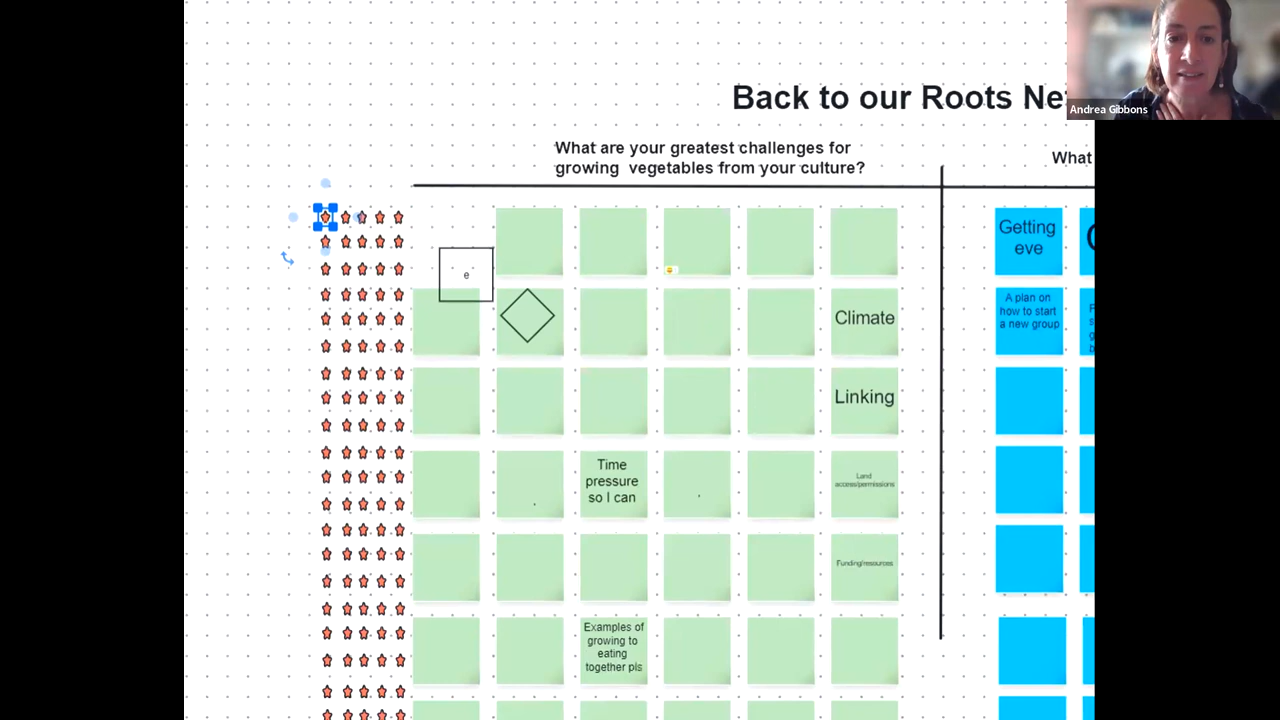 Back to our Roots
Andrea Gibbons
What are your greatest challenges for
growing vegetables from your culture?
What
e
Getting
eve
Climate
A plan on
how to start
a new group
Linking
Time
pressure
so I can
Land
access/permissions
Funding/resources
Examples of
growing to
eating
together pls